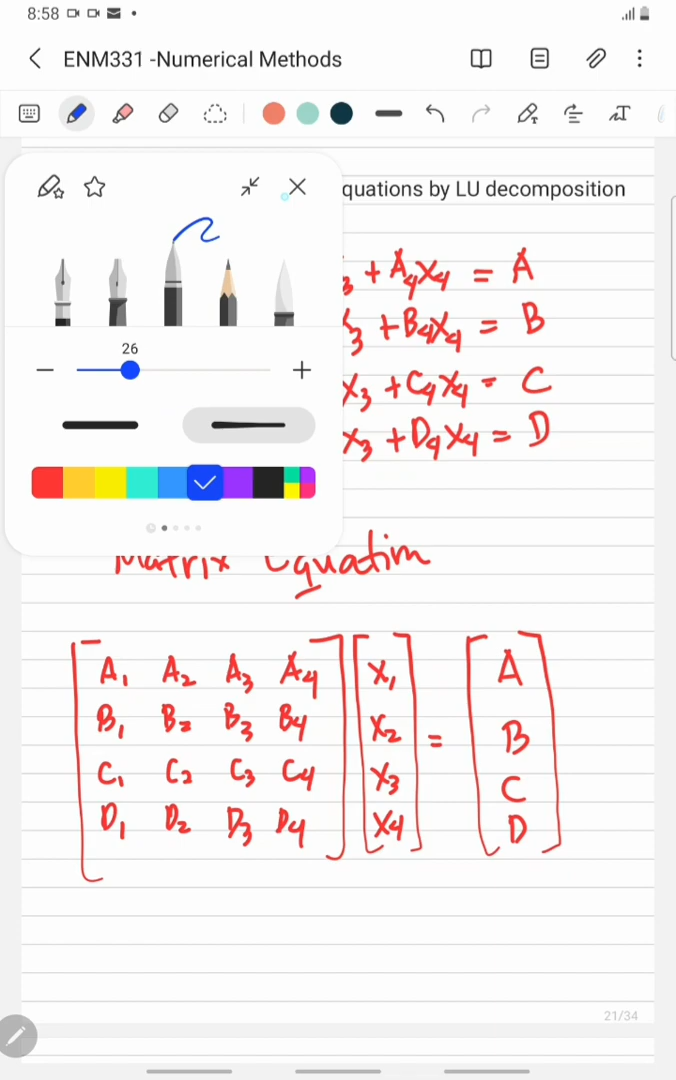 8:58
ENM331 -Numerical Methods
quations by LU decomposition
3 + A₄X₄ = A
3 + B₄X₄ = B
X₃ + C₄X₄ = C
X₃ + D₄X₄ = D
26
Matrix Equation
A₁ A₂ A₃ A₄ X₁ A
B₁ B₂ B₃ B₄ X₂ = B
C₁ C₂ C₃ C₄ X₃ C
D₁ D₂ D₃ D₄ X₄ D
21/34